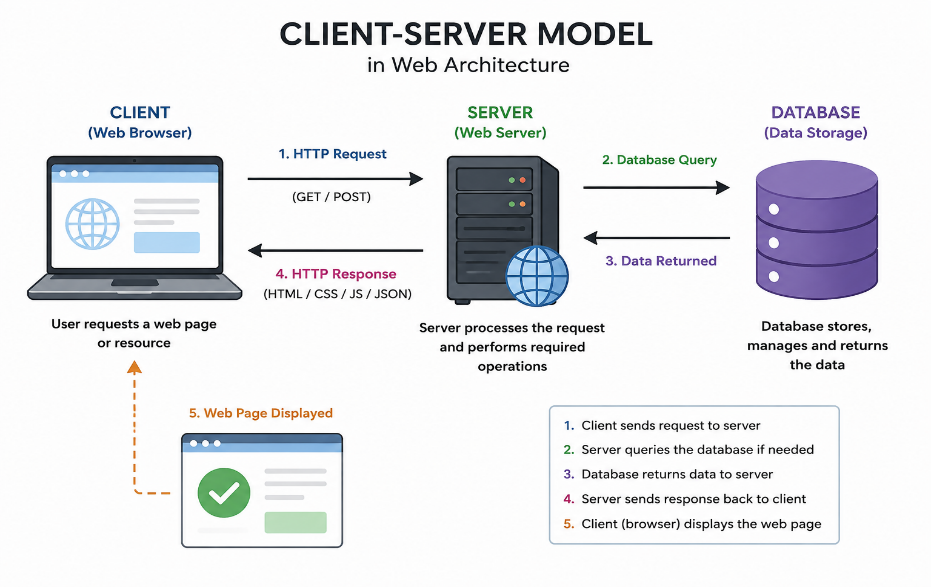 CLIENT-SERVER MODEL
in Web Architecture
CLIENT
(Web Browser)
SERVER
(Web Server)
DATABASE
(Data Storage)
1. HTTP Request
(GET / POST)
2. Database Query
4. HTTP Response
(HTML / CSS / JS / JSON)
3. Data Returned
User requests a web page
or resource
Server processes the request
and performs required
operations
Database stores,
manages and returns
the data
5. Web Page Displayed
1. Client sends request to server
2. Server queries the database if needed
3. Database returns data to server
4. Server sends response back to client
5. Client (browser) displays the web page